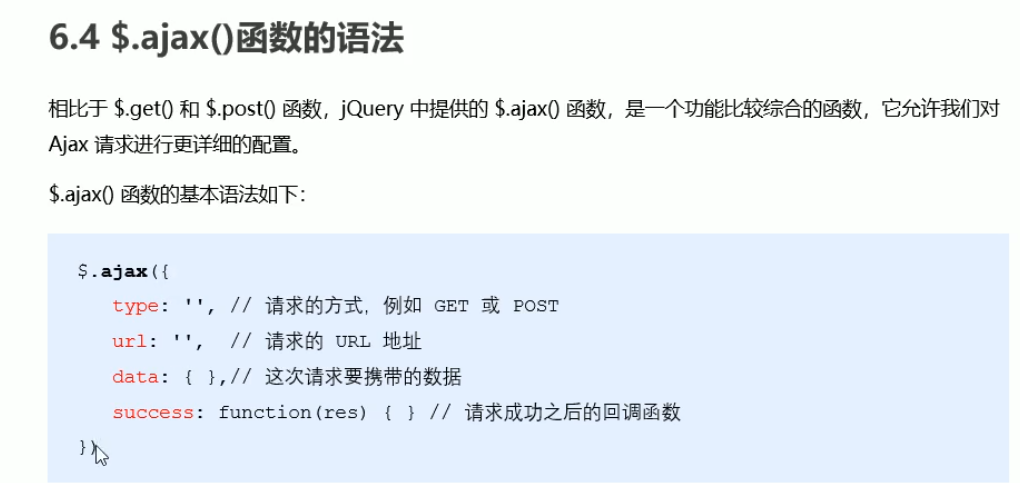 6.4 $.ajax()函数的语法
相比于 $.get() 和 $.post() 函数，jQuery 中提供的 $.ajax() 函数，是一个功能比较综合的函数，它允许我们对
Ajax 请求进行更详细的配置。
$.ajax() 函数的基本语法如下：
$.ajax({
type: '', // 请求的方式，例如 GET 或 POST
url: '',  // 请求的 URL 地址
data: { },// 这次请求要携带的数据
success: function(res) { } // 请求成功之后的回调函数
})